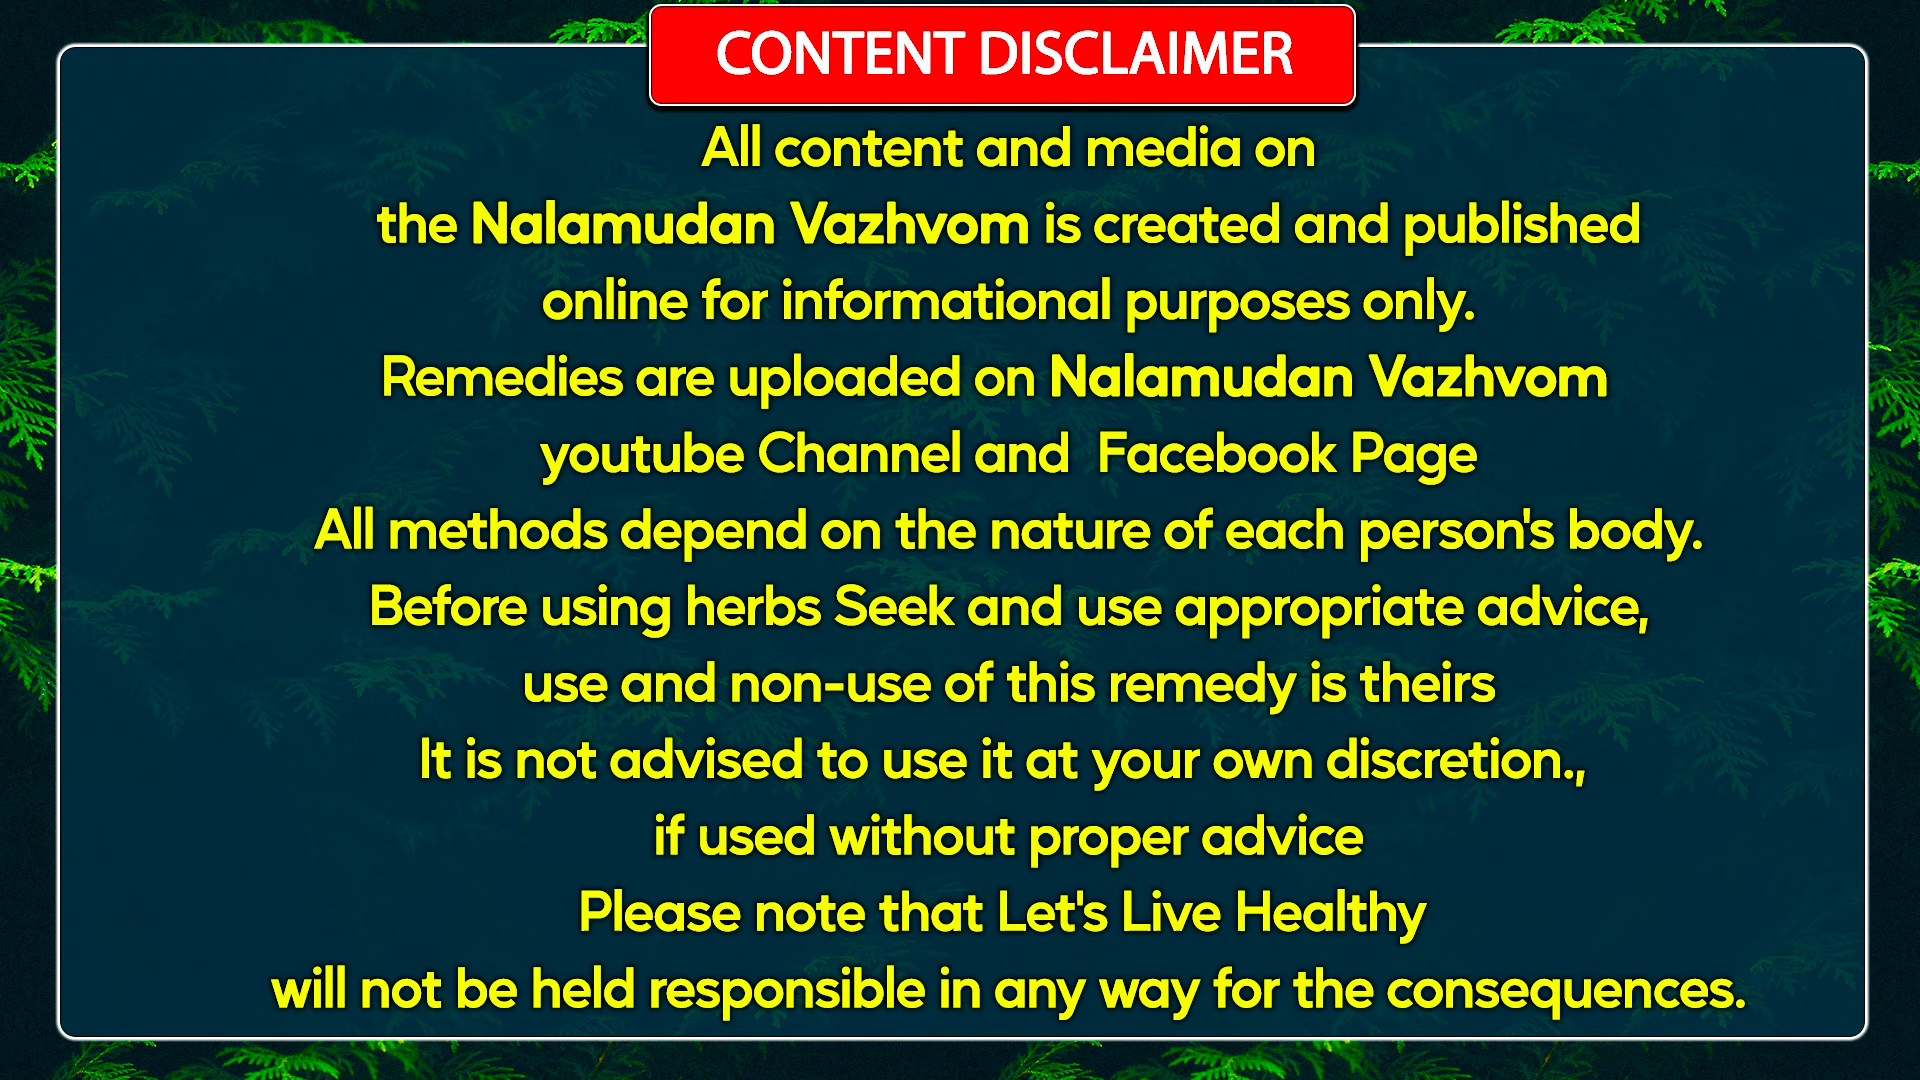 CONTENT DISCLAIMER
All content and media on
the Nalamudan Vazhvom is created and published
online for informational purposes only.
Remedies are uploaded on Nalamudan Vazhvom
youtube Channel and  Facebook Page
All methods depend on the nature of each person's body.
Before using herbs Seek and use appropriate advice,
use and non-use of this remedy is theirs
It is not advised to use it at your own discretion.,
if used without proper advice
Please note that Let's Live Healthy
will not be held responsible in any way for the consequences.